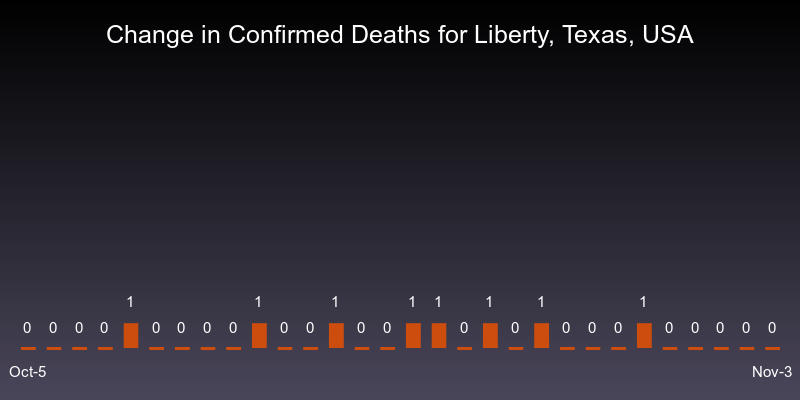 Change in Confirmed Deaths for Liberty, Texas, USA
1 1 1 1 1 1 1 1
0 0 0 0 0 0 0 0 0 0 0 0 0 0 0 0 0 0 0 0 0 0
Oct-5 Nov-3